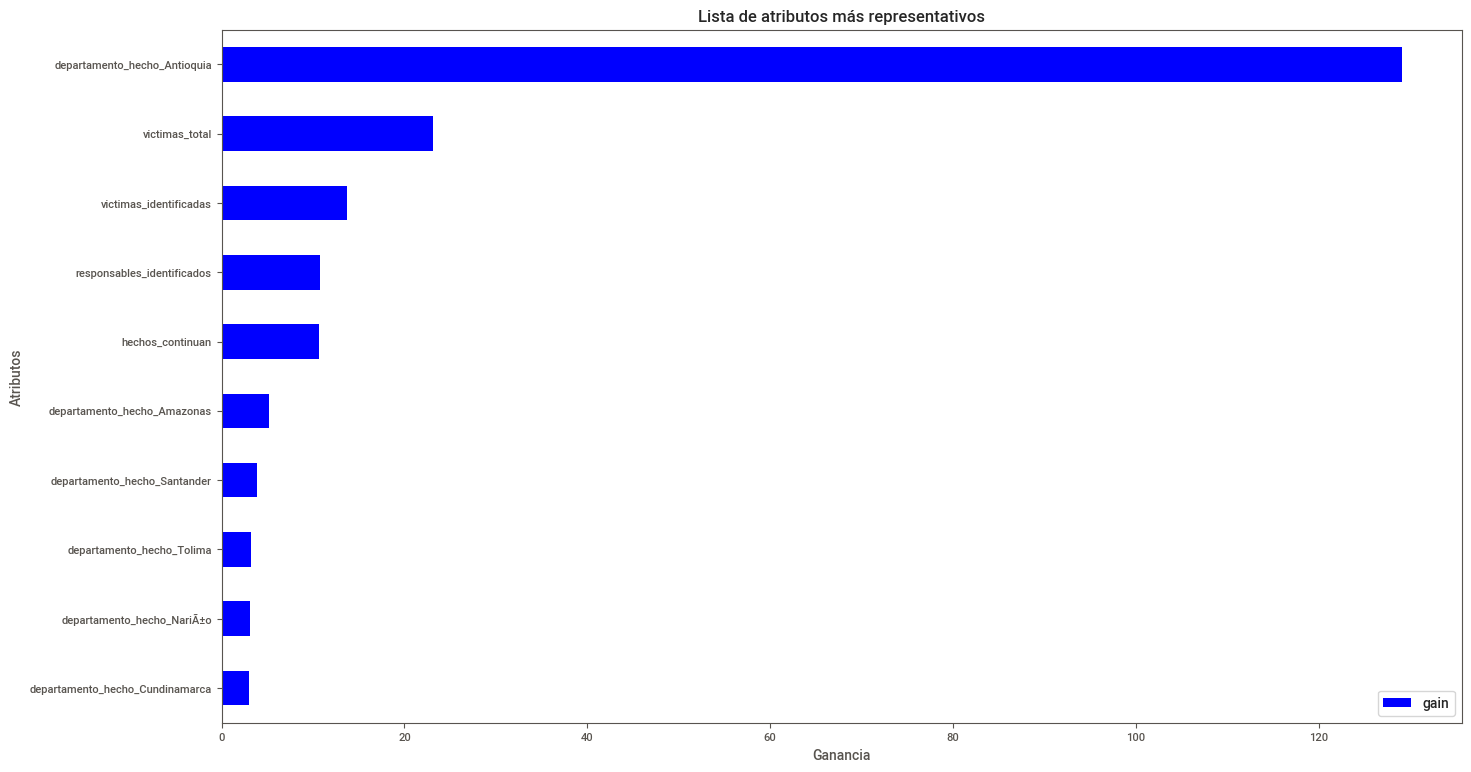 Lista de atributos más representativos
departamento_hecho_Antioquia
victimas_total
victimas_identificadas
responsables_identificados
hechos_continuan
departamento_hecho_Amazonas
departamento_hecho_Santander
departamento_hecho_Tolima
departamento_hecho_NariÃ±o
departamento_hecho_Cundinamarca
Atributos
0 20 40 60 80 100 120
Ganancia
gain